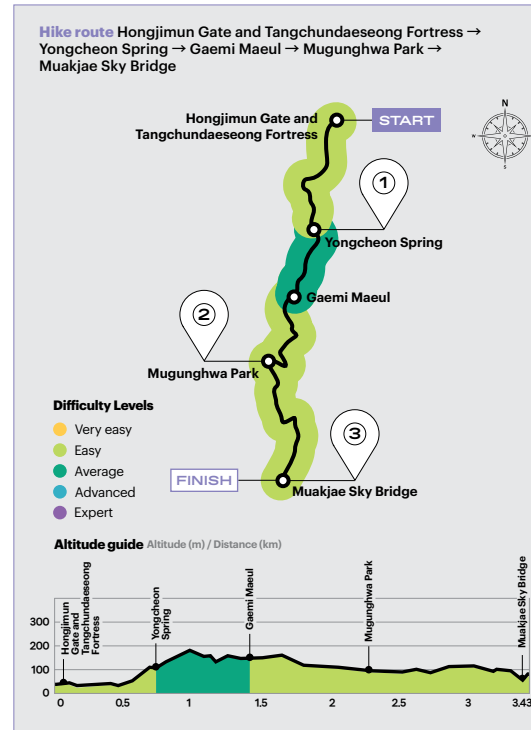 Hike route Hongjimun Gate and Tangchundaeseong Fortress →
Yongcheon Spring → Gaemi Maeul → Mugunghwa Park →
Muakjae Sky Bridge
Hongjimun Gate and
Tangchundaeseong Fortress
START
N
W
E
S
1
Yongcheon Spring
Gaemi Maeul
2
Mugunghwa Park
3
FINISH
Muakjae Sky Bridge
Difficulty Levels
Very easy
Easy
Average
Advanced
Expert
Altitude guide Altitude (m) / Distance (km)
Hongjimun
Gate and
Tangchundaeseong
Fortress
Yongcheon
Spring
Gaemi Maeul
Mugunghwa Park
Muakjae Sky Bridge
300
200
100
0
0 0.5 1 1.5 2 2.5 3 3.43